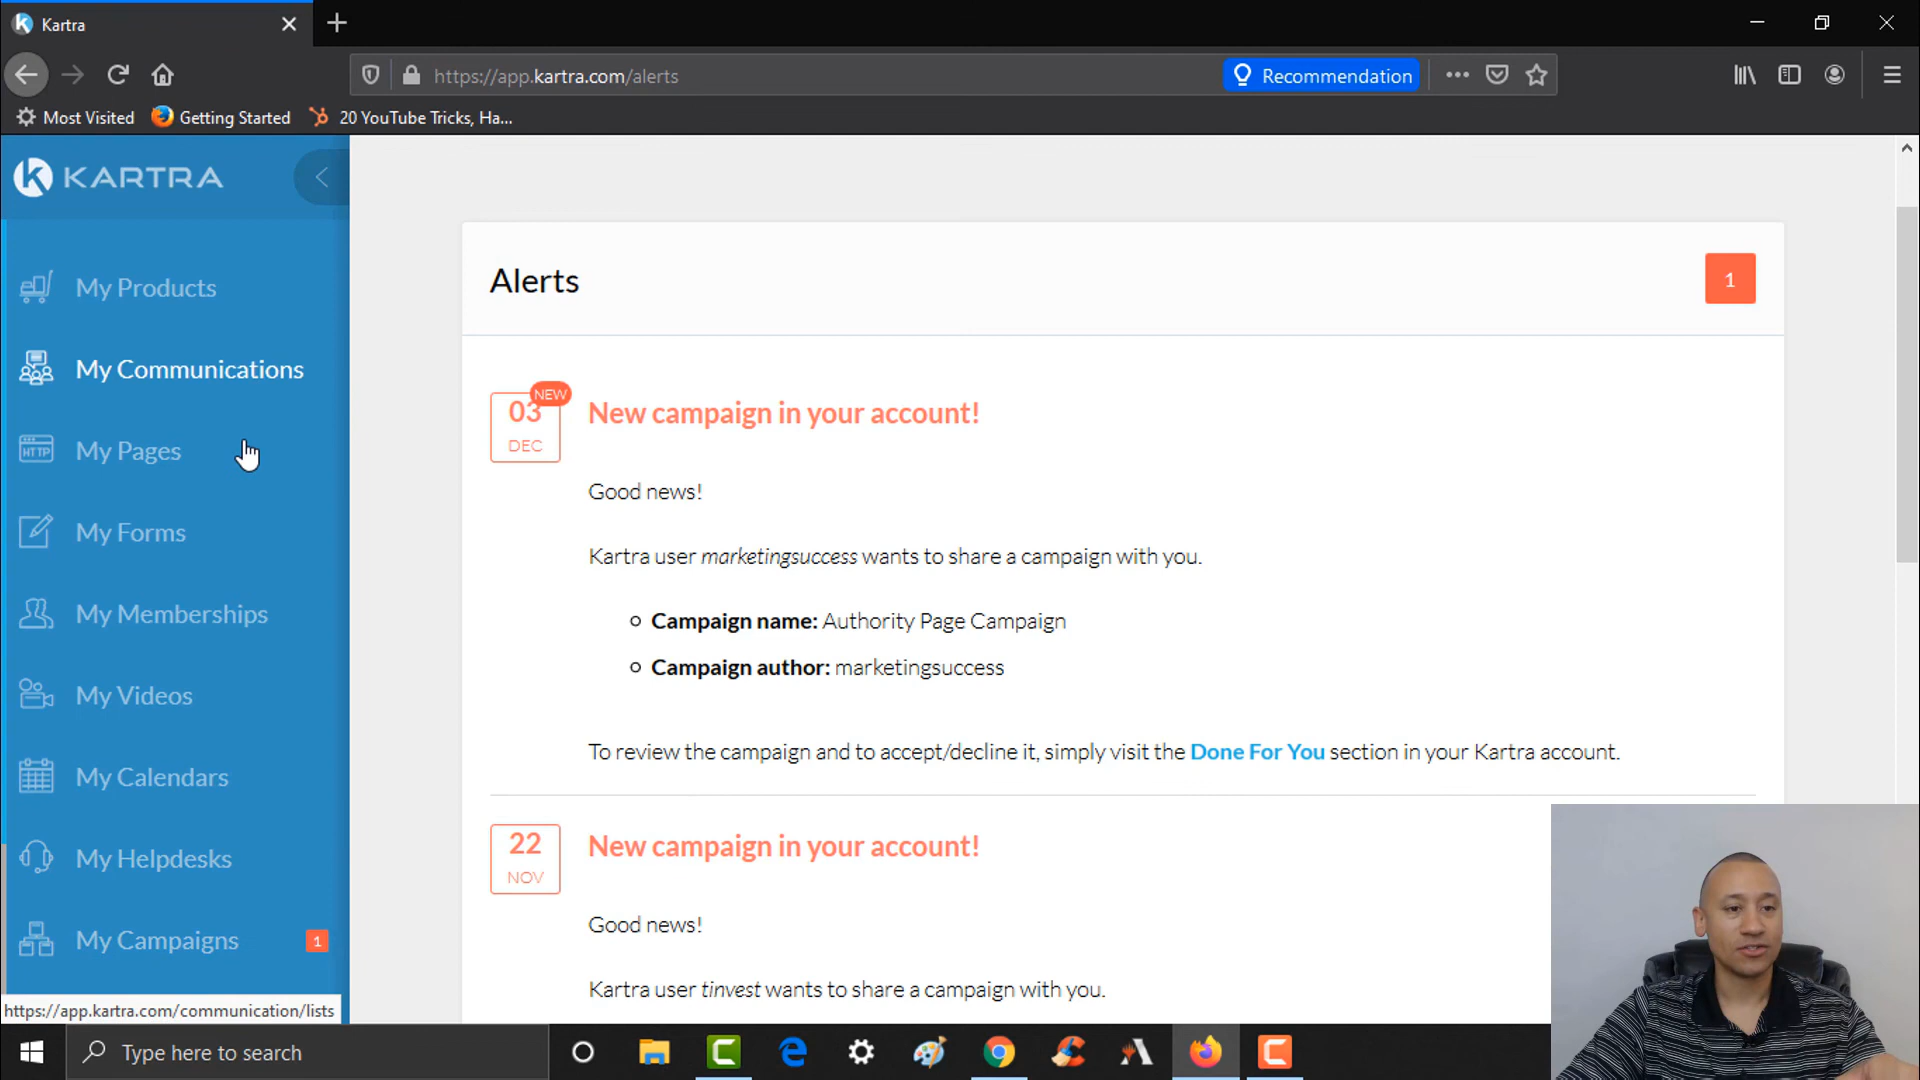 Kartra
https://app.kartra.com/alerts
Recommendation
Most Visited
Getting Started
20 YouTube Tricks, Ha...
KARTRA
My Products
My Communications
HTTP
My Pages
My Forms
My Memberships
My Videos
My Calendars
My Helpdesks
My Campaigns
1
https://app.kartra.com/communication/lists
Alerts
1
NEW
03
DEC
New campaign in your account!
Good news!
Kartra user marketingsuccess wants to share a campaign with you.
Campaign name: Authority Page Campaign
Campaign author: marketingsuccess
To review the campaign and to accept/decline it, simply visit the Done For You section in your Kartra account.
22
NOV
New campaign in your account!
Good news!
Kartra user tinvest wants to share a campaign with you.
Type here to search